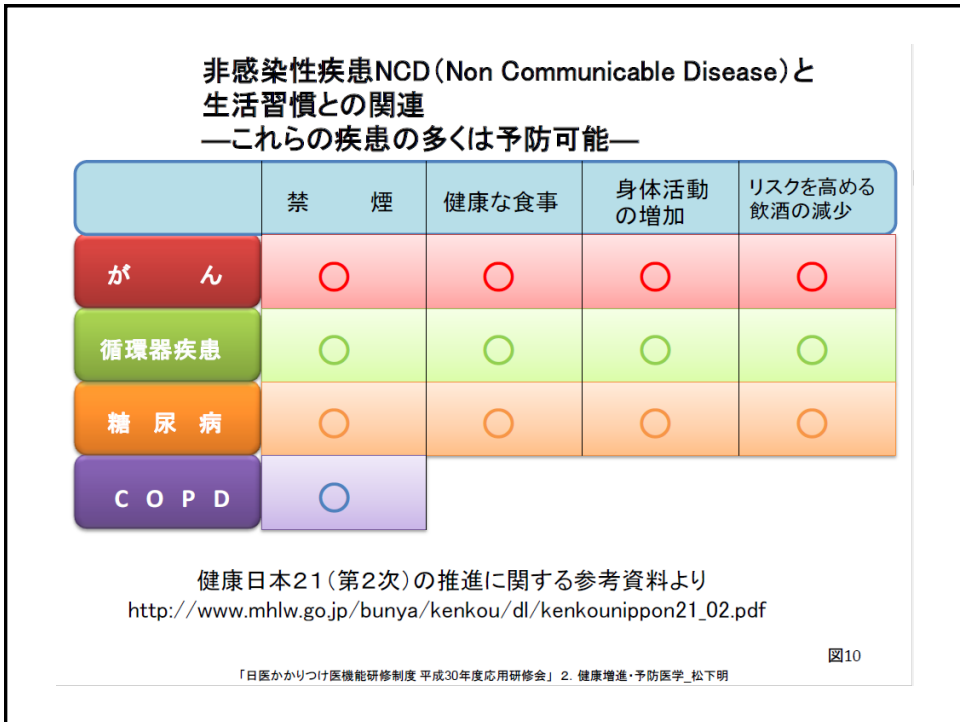 非感染性疾患NCD(Non Communicable Disease)と
生活習慣との関連
―これらの疾患の多くは予防可能―
禁　煙
健康な食事
身体活動
の増加
リスクを高める
飲酒の減少
がん
○ ○ ○ ○
循環器疾患
○ ○ ○ ○
糖尿病
○ ○ ○ ○
ＣＯＰＤ
○
健康日本２１(第２次)の推進に関する参考資料より
http://www.mhlw.go.jp/bunya/kenkou/dl/kenkounippon21_02.pdf
図10
「日医かかりつけ医機能研修制度 平成30年度応用研修会」 2. 健康増進・予防医学_松下明